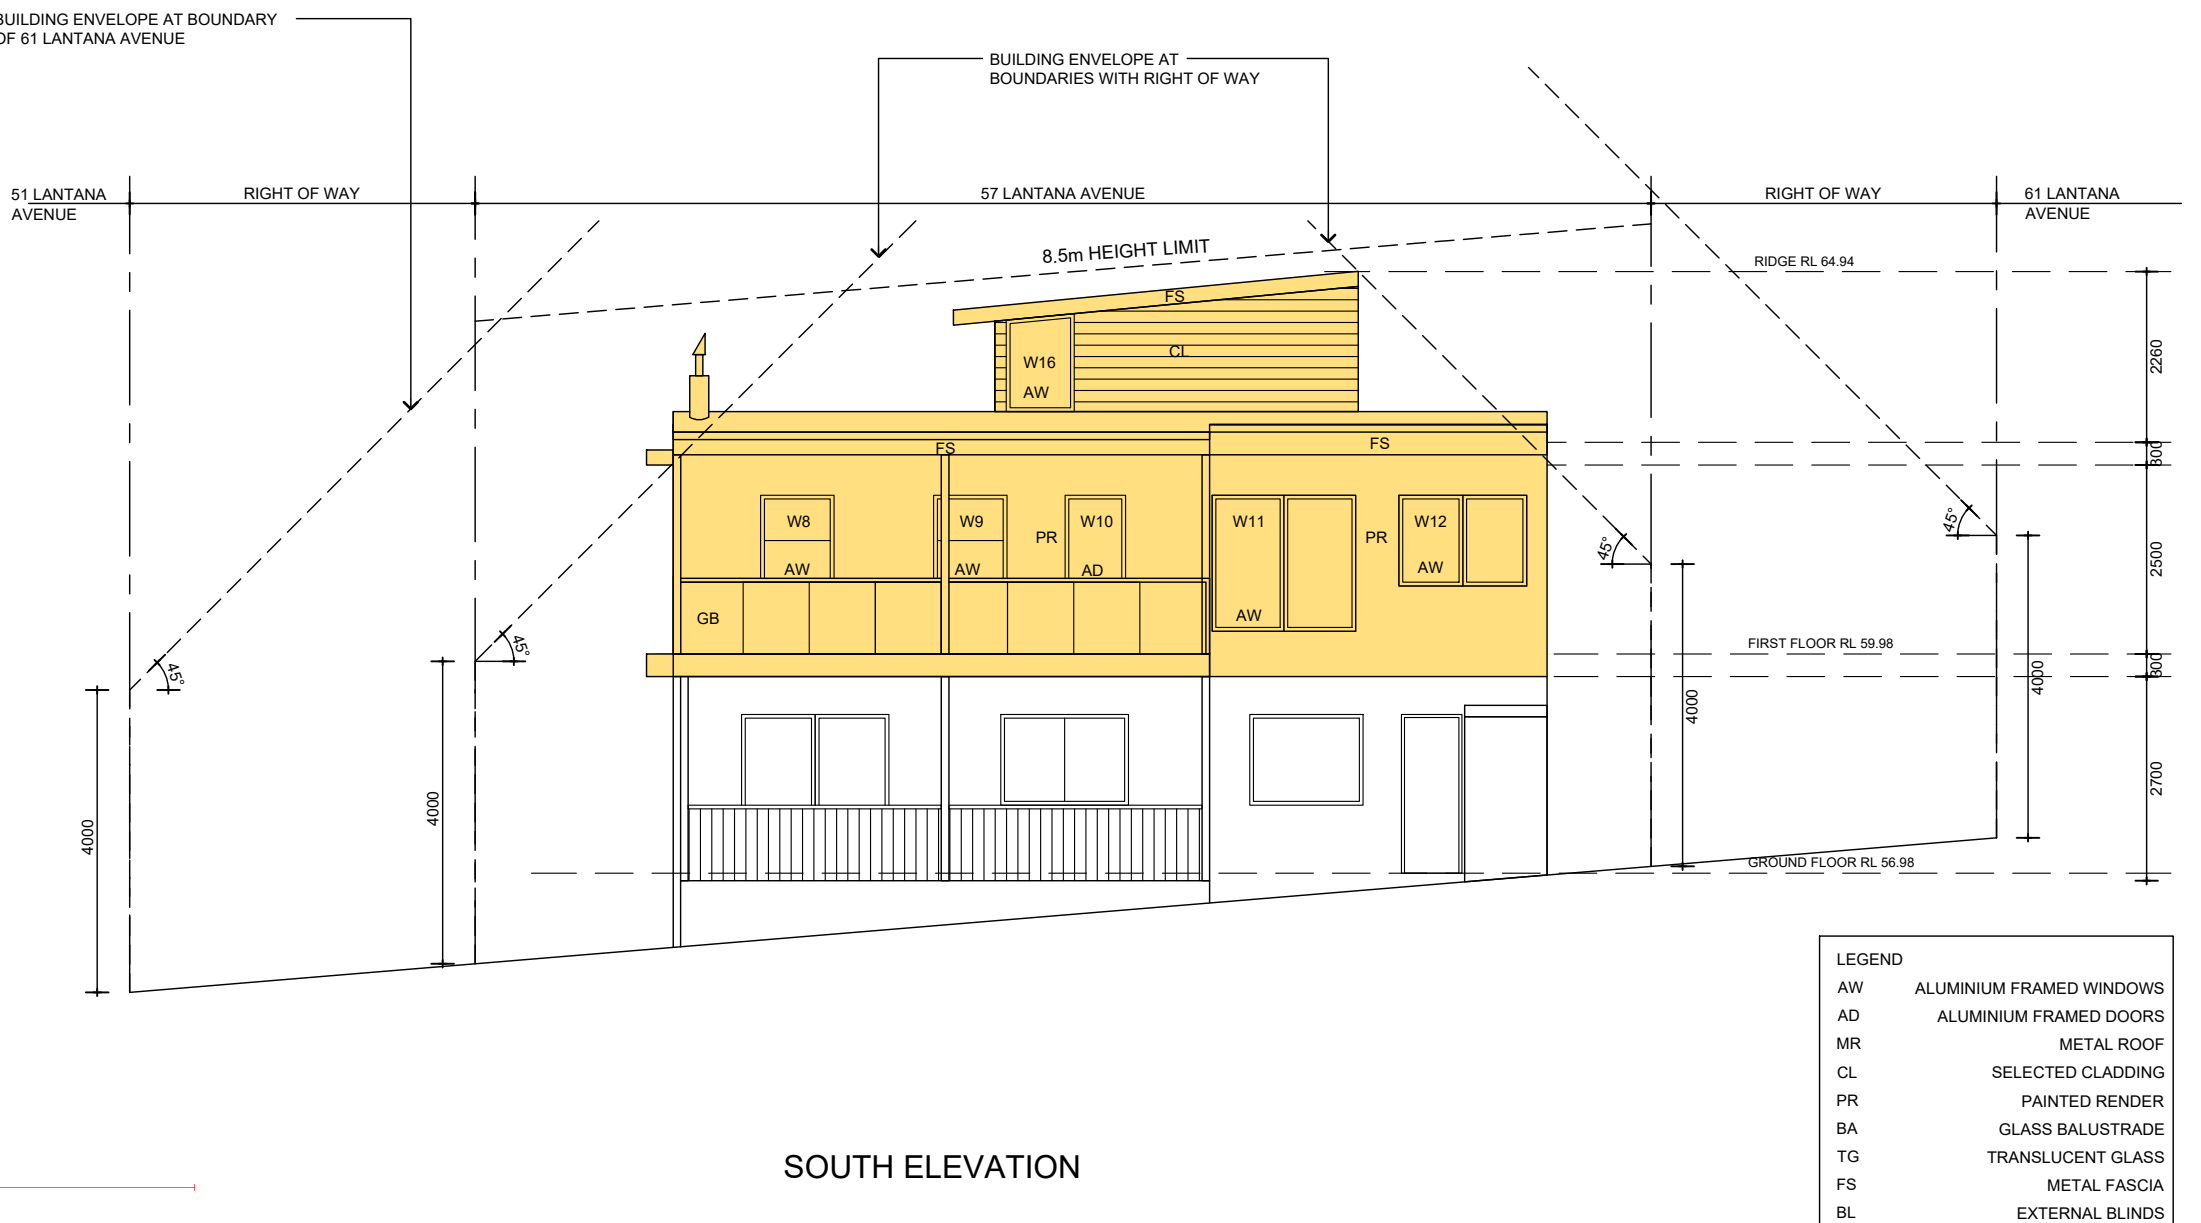 BUILDING ENVELOPE AT BOUNDARY
OF 61 LANTANA AVENUE
BUILDING ENVELOPE AT
BOUNDARIES WITH RIGHT OF WAY
51 LANTANA
AVENUE
RIGHT OF WAY
57 LANTANA AVENUE
RIGHT OF WAY
61 LANTANA
AVENUE
8.5m HEIGHT LIMIT
RIDGE RL 64.94
FS
CL
W16
AW
2260
FS
FS
300
W8
AW
W9
AW
PR
W10
AD
W11
AW
PR
W12
AW
45°
45°
2500
GB
45°
45°
FIRST FLOOR RL 59.98
300
4000
4000
4000
4000
2700
GROUND FLOOR RL 56.98
LEGEND
AW ALUMINIUM FRAMED WINDOWS
AD ALUMINIUM FRAMED DOORS
MR METAL ROOF
CL SELECTED CLADDING
PR PAINTED RENDER
BA GLASS BALUSTRADE
TG TRANSLUCENT GLASS
FS METAL FASCIA
BL EXTERNAL BLINDS
SOUTH ELEVATION